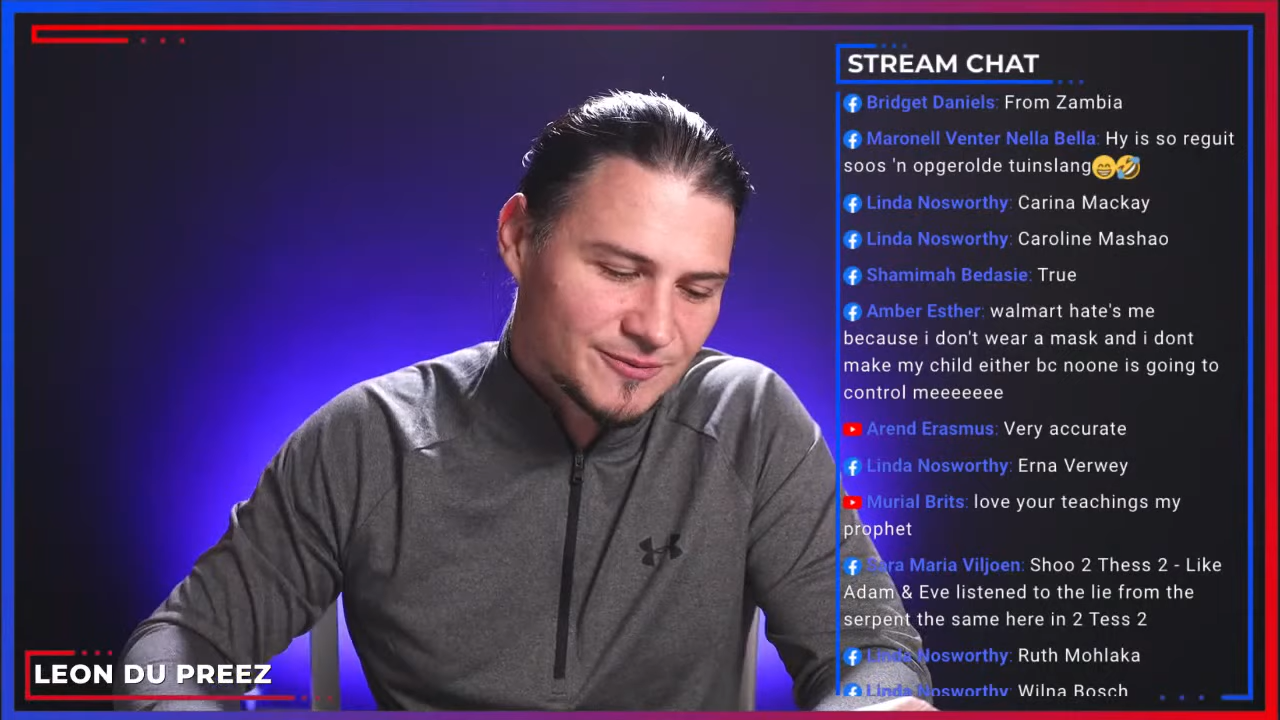 STREAM CHAT
Bridget Daniels: From Zambia
Maronell Venter Nella Bella: Hy is so reguit
soos 'n opgerolde tuinslang😁🤣
Linda Nosworthy: Carina Mackay
Linda Nosworthy: Caroline Mashao
Shamimah Bedasie: True
Amber Esther: walmart hate's me
because i don't wear a mask and i dont
make my child either bc noone is going to
control meeeeeee
Arend Erasmus: Very accurate
Linda Nosworthy: Erna Verwey
Murial Brits: love your teachings my
prophet
Sara Maria Viljoen: Shoo 2 Thess 2 - Like
Adam & Eve listened to the lie from the
serpent the same here in 2 Tess 2
Linda Nosworthy: Ruth Mohlaka
Linda Nosworthy: Wilna Bosch
LEON DU PREEZ